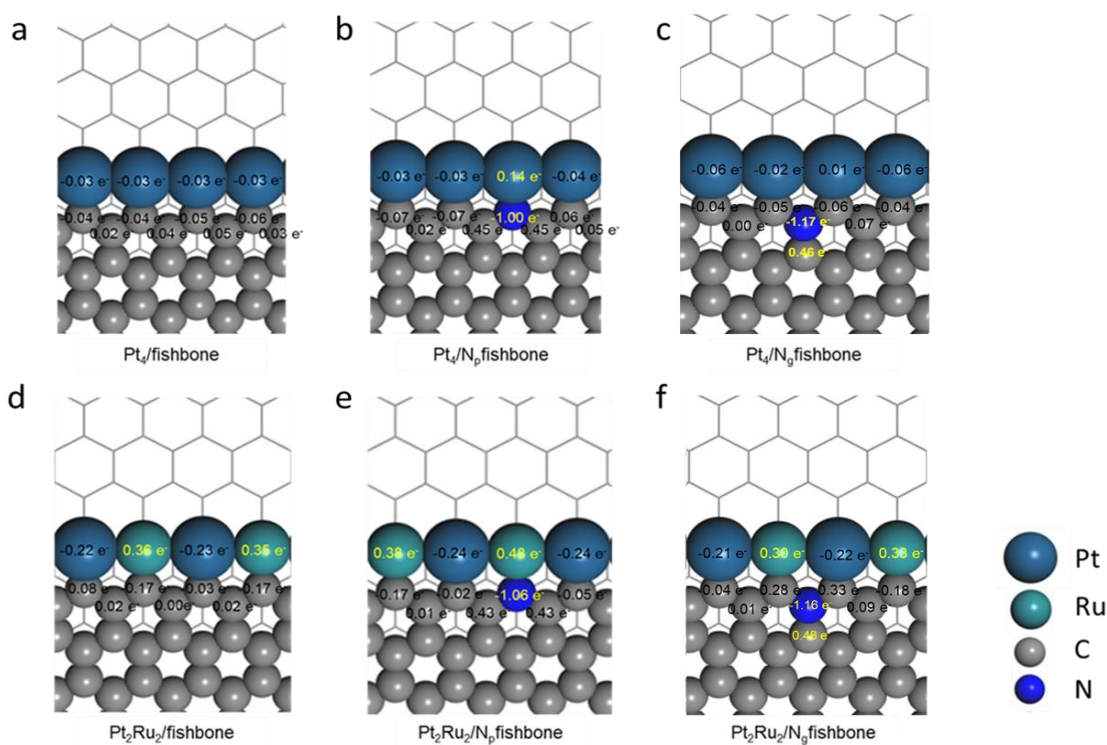 a
-0.03 e⁻ -0.03 e⁻ -0.03 e⁻ -0.03 e⁻
-0.04 e⁻ -0.04 e⁻ -0.05 e⁻ -0.06 e⁻
0.02 e⁻ 0.04 e⁻ 0.05 e⁻ 0.03 e⁻
Pt₄/fishbone
b
-0.03 e⁻ -0.03 e⁻ 0.14 e⁻ -0.04 e⁻
-0.07 e⁻ -0.07 e⁻ -1.00 e⁻ 0.06 e⁻
0.02 e⁻ 0.45 e⁻ 0.45 e⁻ 0.05 e⁻
Pt₄/Nₚfishbone
c
-0.06 e⁻ -0.02 e⁻ 0.01 e⁻ -0.06 e⁻
-0.04 e⁻ 0.05 e⁻ 0.06 e⁻ -0.04 e⁻
0.00 e⁻ -1.17 e⁻ 0.07 e⁻
0.46 e⁻
Pt₄/N<sub>g</sub>fishbone
d
-0.22 e⁻ 0.36 e⁻ -0.23 e⁻ 0.35 e⁻
-0.08 e⁻ -0.17 e⁻ -0.03 e⁻ -0.17 e⁻
0.02 e⁻ 0.00e⁻ 0.02 e⁻
Pt₂Ru₂/fishbone
e
0.38 e⁻ -0.24 e⁻ 0.48 e⁻ -0.24 e⁻
-0.17 e⁻ -0.02 e⁻ -1.06 e⁻ -0.05 e⁻
0.01 e⁻ 0.43 e⁻ 0.43 e⁻
Pt₂Ru₂/Nₚfishbone
f
-0.21 e⁻ -0.22 e⁻
-0.04 e⁻ 0.28 e⁻ 0.33 e⁻ -0.18 e⁻
0.01 e⁻ -1.16 e⁻ 0.09 e⁻
0.48 e⁻
Pt₂Ru₂/N<sub>g</sub>fishbone
Pt
Ru
C
N